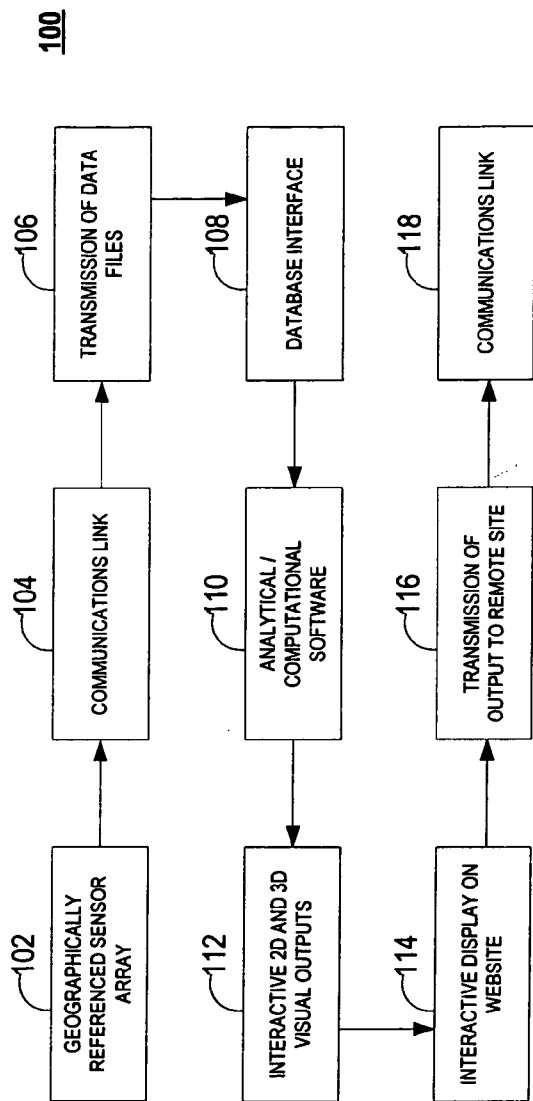 100
102
GEOGRAPHICALLY
REFERENCED SENSOR
ARRAY
104
COMMUNICATIONS LINK
106
TRANSMISSION OF DATA
FILES
108
DATABASE INTERFACE
110
ANALYTICAL /
COMPUTATIONAL
SOFTWARE
112
INTERACTIVE 2D AND 3D
VISUAL OUTPUTS
114
INTERACTIVE DISPLAY ON
WEBSITE
116
TRANSMISSION OF
OUTPUT TO REMOTE SITE
118
COMMUNICATIONS LINK